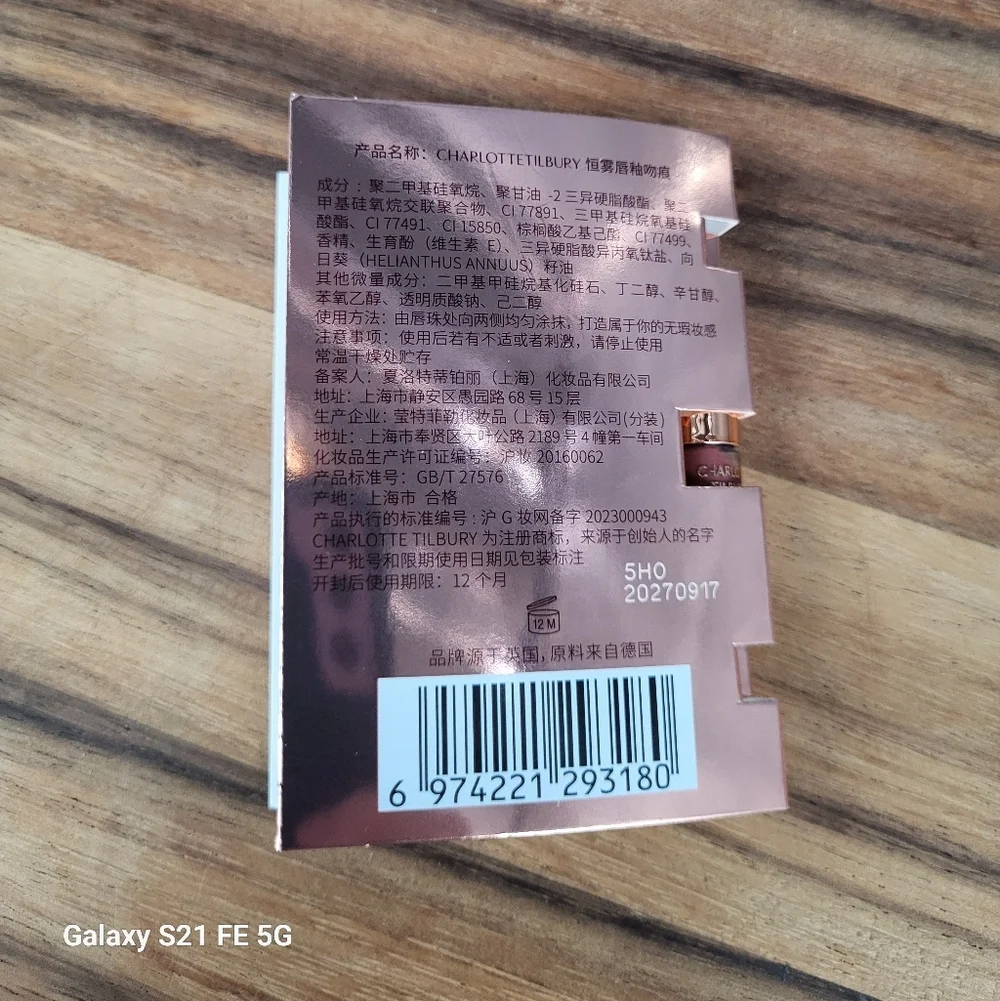 产品名称：CHARLOTTETILBURY 恒雾唇釉吻痕
成分：聚二甲基硅氧烷、聚甘油 -2 三异硬脂酸酯、聚二
甲基硅氧烷交联聚合物、CI 77891、三甲基硅烷氧基硅
酸酯、CI 77491、CI 15850、棕榈酸乙基己酯、CI 77499、
香精、生育酚（维生素 E）、三异硬脂酸异丙氧钛盐、向
日葵（HELIANTHUS ANNUUS）籽油
其他微量成分：二甲基甲硅烷基化硅石、丁二醇、辛甘醇、
苯氧乙醇、透明质酸钠、己二醇
使用方法：由唇珠处向两侧均匀涂抹，打造属于你的无瑕妆感
注意事项：使用后若有不适或者刺激，请停止使用
常温干燥处贮存
备案人：夏洛特蒂铂丽（上海）化妆品有限公司
地址：上海市静安区愚园路 68 号 15 层
生产企业：莹特菲勒化妆品（上海）有限公司(分装)
地址：上海市奉贤区大叶公路 2189 号 4 幢第一车间
化妆品生产许可证编号：沪妆 20160062
产品标准号：GB/T 27576
产地：上海市 合格
产品执行的标准编号：沪 G 妆网备字 2023000943
CHARLOTTE TILBURY 为注册商标，来源于创始人的名字
生产批号和限期使用日期见包装标注
开封后使用期限：12 个月
5HO
20270917
12 M
品牌源于英国，原料来自德国
6 974221 293180
Galaxy S21 FE 5G